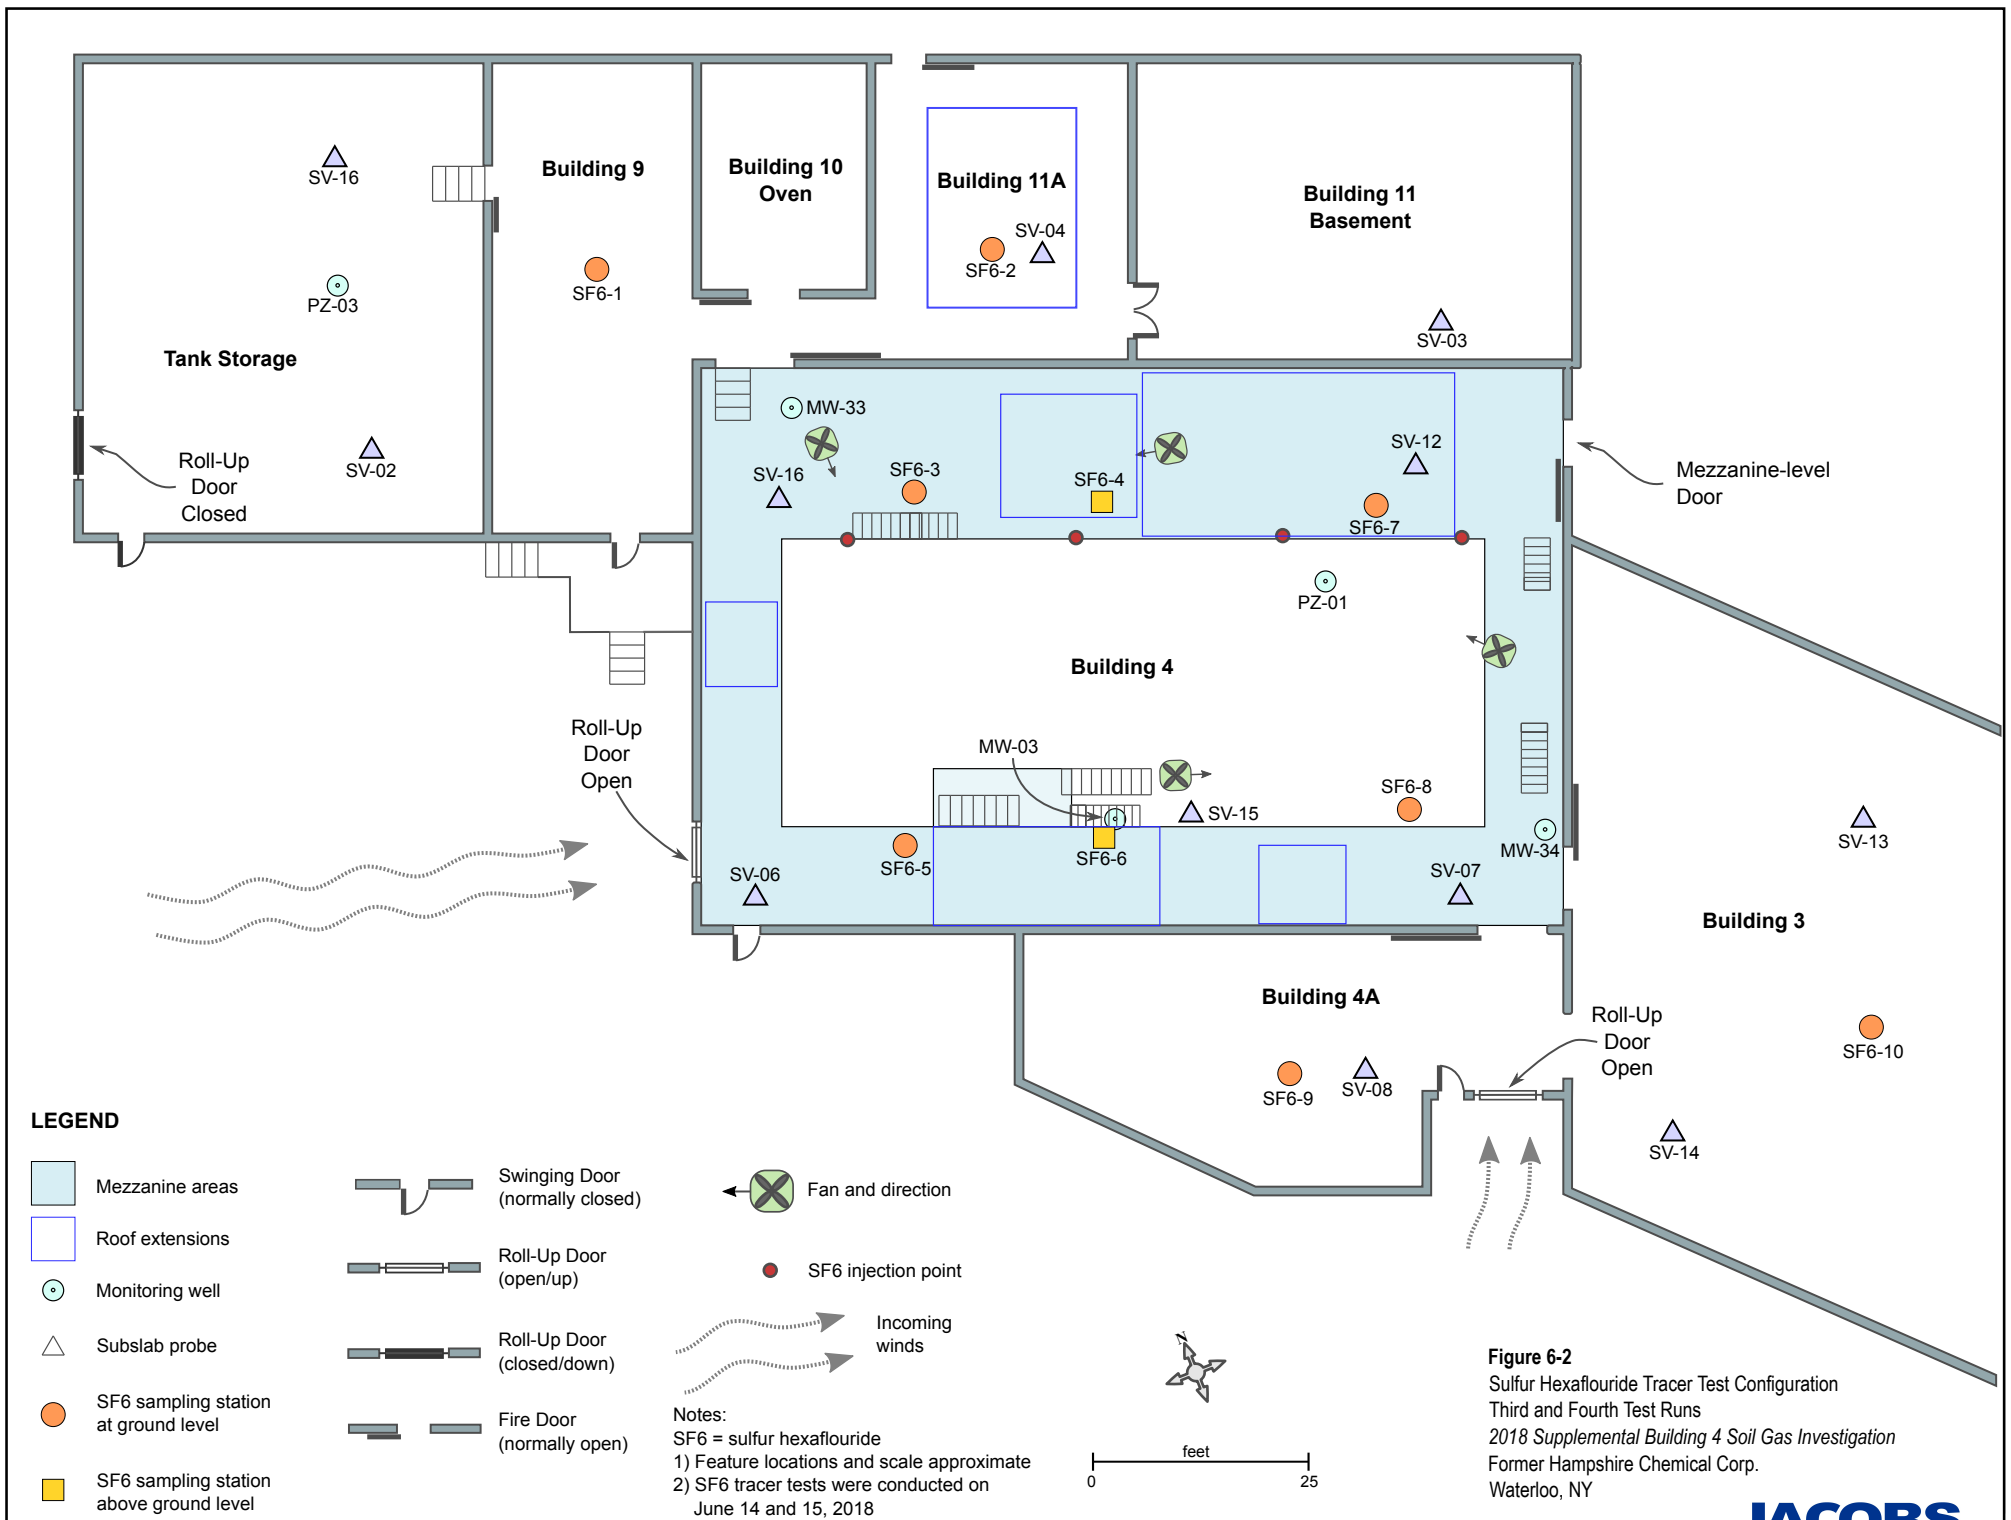 Building 9
Building 10
Oven
Building 11A
Building 11
Basement
SV-16
SV-04
SF6-2
SF6-1
PZ-03
SV-03
Tank Storage
MW-33
Roll-Up
Door
Closed
SV-02
SV-16
SF6-3
SF6-4
SV-12
SF6-7
Mezzanine-level
Door
PZ-01
Building 4
Roll-Up
Door
Open
MW-03
SF6-8
SV-15
SF6-5
SF6-6
MW-34
SV-13
SV-06
SV-07
Building 3
Building 4A
Roll-Up
Door
Open
SF6-10
SF6-9
SV-08
SV-14
LEGEND
Mezzanine areas
Roof extensions
Monitoring well
Subslab probe
SF6 sampling station
at ground level
SF6 sampling station
above ground level
Swinging Door
(normally closed)
Roll-Up Door
(open/up)
Roll-Up Door
(closed/down)
Fire Door
(normally open)
Fan and direction
SF6 injection point
Incoming
winds
Notes:
SF6 = sulfur hexaflouride
1) Feature locations and scale approximate
2) SF6 tracer tests were conducted on
June 14 and 15, 2018
N
feet
0 25
Figure 6-2
Sulfur Hexaflouride Tracer Test Configuration
Third and Fourth Test Runs
2018 Supplemental Building 4 Soil Gas Investigation
Former Hampshire Chemical Corp.
Waterloo, NY
JACOBS